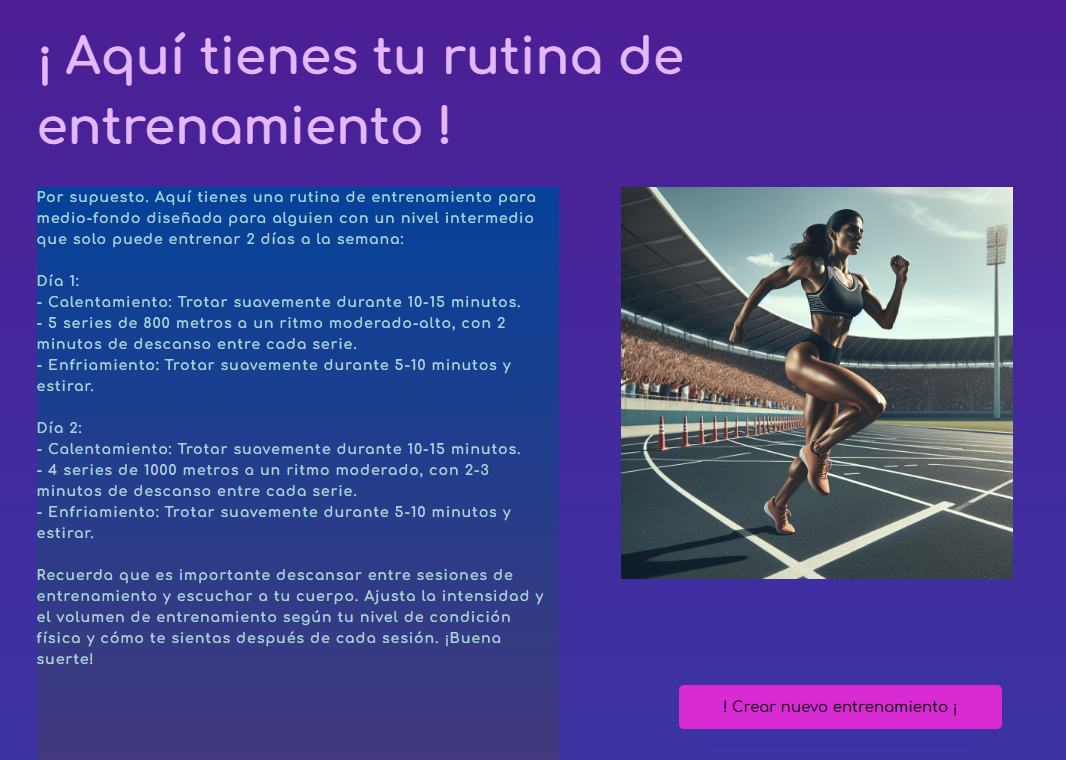 ¡ Aquí tienes tu rutina de
entrenamiento !
Por supuesto. Aquí tienes una rutina de entrenamiento para
medio-fondo diseñada para alguien con un nivel intermedio
que solo puede entrenar 2 días a la semana:
Día 1:
- Calentamiento: Trotar suavemente durante 10-15 minutos.
- 5 series de 800 metros a un ritmo moderado-alto, con 2
minutos de descanso entre cada serie.
- Enfriamiento: Trotar suavemente durante 5-10 minutos y
estirar.
Día 2:
- Calentamiento: Trotar suavemente durante 10-15 minutos.
- 4 series de 1000 metros a un ritmo moderado, con 2-3
minutos de descanso entre cada serie.
- Enfriamiento: Trotar suavemente durante 5-10 minutos y
estirar.
Recuerda que es importante descansar entre sesiones de
entrenamiento y escuchar a tu cuerpo. Ajusta la intensidad y
el volumen de entrenamiento según tu nivel de condición
física y cómo te sientas después de cada sesión. ¡Buena
suerte!
! Crear nuevo entrenamiento ¡